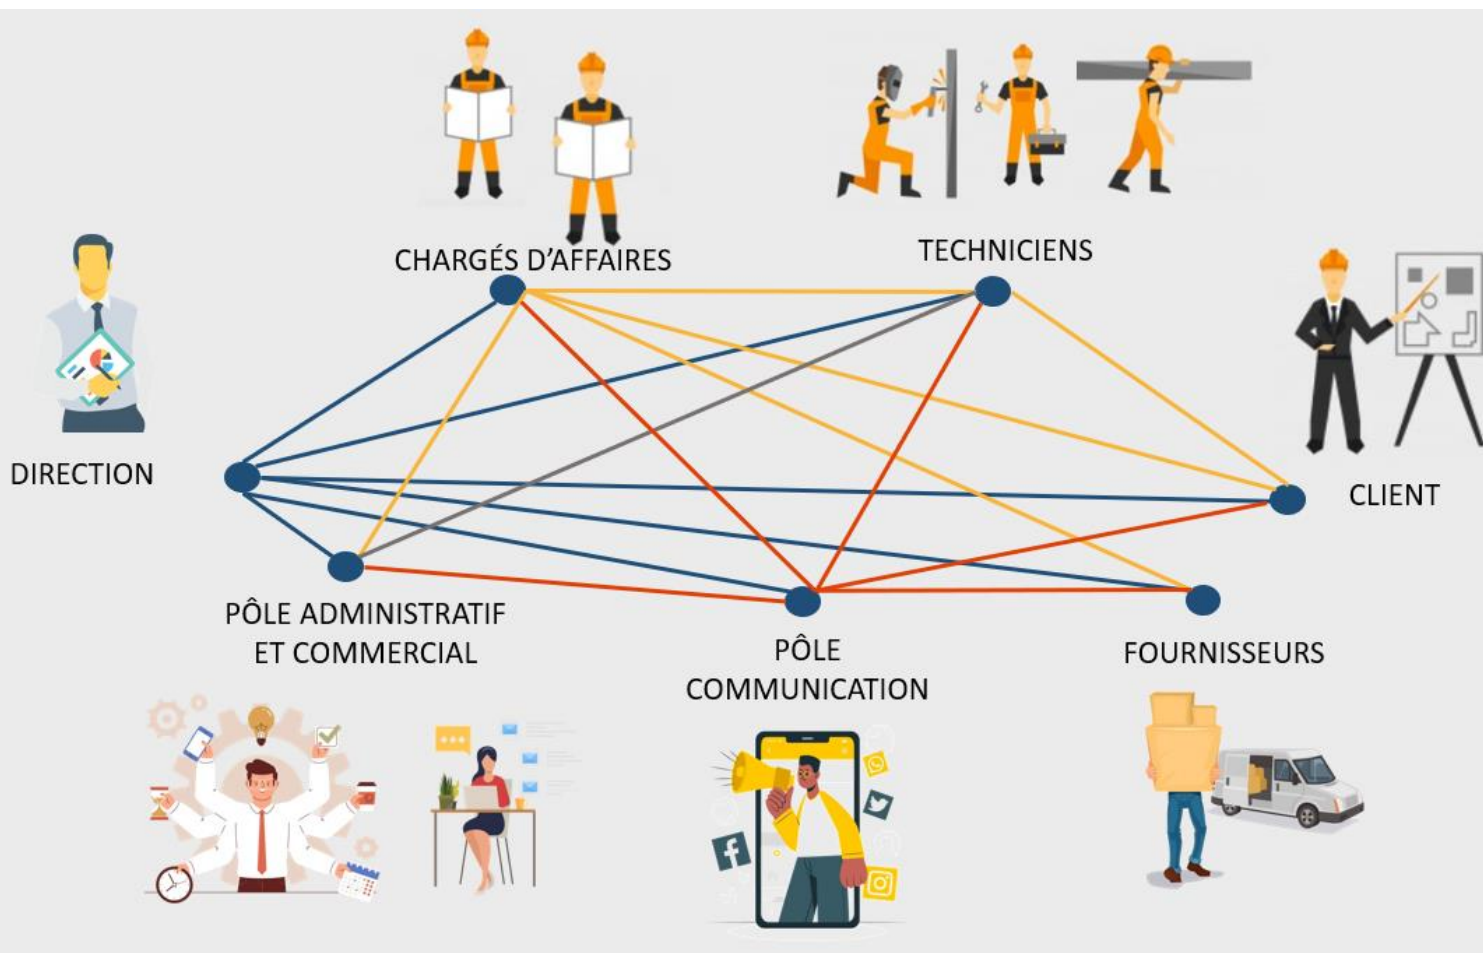 CHARGÉS D’AFFAIRES
TECHNICIENS
DIRECTION
CLIENT
PÔLE ADMINISTRATIF
ET COMMERCIAL
PÔLE
COMMUNICATION
FOURNISSEURS